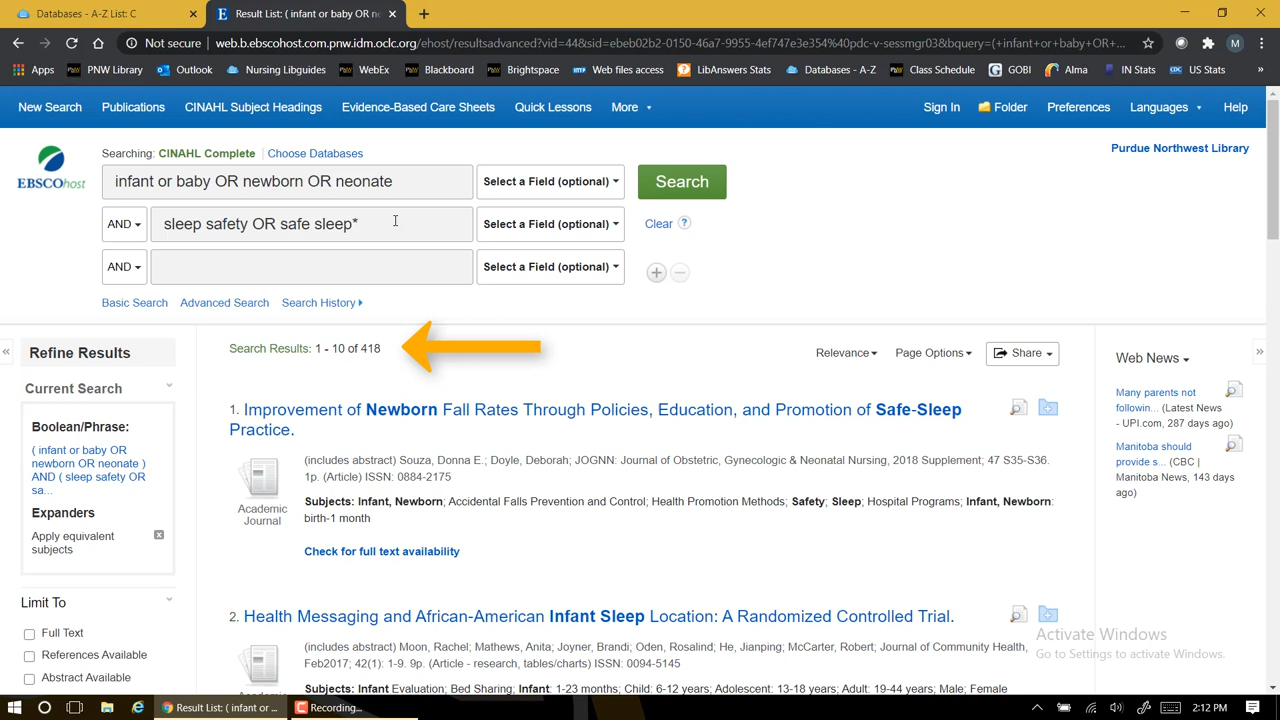 Databases - A-Z List: C
Result List: ( infant or baby OR ne
Not secure
web.b.ebscohost.com.pnw.idm.oclc.org/ehost/resultsadvanced?vid=44&sid=ebeb02b2-0150-46a7-9955-4ef747e3e354%40pdc-v-sessmgr03&bquery=(+infant+or+baby+OR+...
M
Apps
PNW Library
Outlook
Nursing Libguides
WebEx
Blackboard
Brightspace
Web files access
LibAnswers Stats
Databases - A-Z
Class Schedule
GOBI
Alma
IN Stats
US Stats
New Search
Publications
CINAHL Subject Headings
Evidence-Based Care Sheets
Quick Lessons
More
Sign In
Folder
Preferences
Languages
Help
EBSCOhost
Searching: CINAHL Complete
Choose Databases
Purdue Northwest Library
infant or baby OR newborn OR neonate
Select a Field (optional)
Search
AND
sleep safety OR safe sleep*
Select a Field (optional)
Clear
?
AND
Select a Field (optional)
Basic Search
Advanced Search
Search History
Refine Results
Current Search
Boolean/Phrase:
( infant or baby OR
newborn OR neonate )
AND ( sleep safety OR
sa...
Expanders
Apply equivalent
subjects
Limit To
Full Text
References Available
Abstract Available
Search Results: 1 - 10 of 418
Relevance
Page Options
Share
1. Improvement of Newborn Fall Rates Through Policies, Education, and Promotion of Safe-Sleep
Practice.
(includes abstract) Souza, Donna E.; Doyle, Deborah; JOGNN: Journal of Obstetric, Gynecologic & Neonatal Nursing, 2018 Supplement; 47 S35-S36.
1p. (Article) ISSN: 0884-2175
Academic
Journal
Subjects: Infant, Newborn; Accidental Falls Prevention and Control; Health Promotion Methods; Safety; Sleep; Hospital Programs; Infant, Newborn:
birth-1 month
Check for full text availability
2. Health Messaging and African-American Infant Sleep Location: A Randomized Controlled Trial.
(includes abstract) Moon, Rachel; Mathews, Anita; Joyner, Brandi; Oden, Rosalind; He, Jianping; McCarter, Robert; Journal of Community Health,
Feb2017; 42(1): 1-9. 9p. (Article - research, tables/charts) ISSN: 0094-5145
Subjects: Infant Evaluation; Bed Sharing; Infant: 1-23 months; Child: 6-12 years; Adolescent: 13-18 years; Adult: 19-44 years; Male; Female
Web News
Many parents not
followin... (Latest News
- UPI.com, 287 days ago)
Manitoba should
provide s... (CBC |
Manitoba News, 143 days
ago)
Activate Windows
Go to Settings to activate Windows.
Result List: ( infant or ...
Recording...
2:12 PM